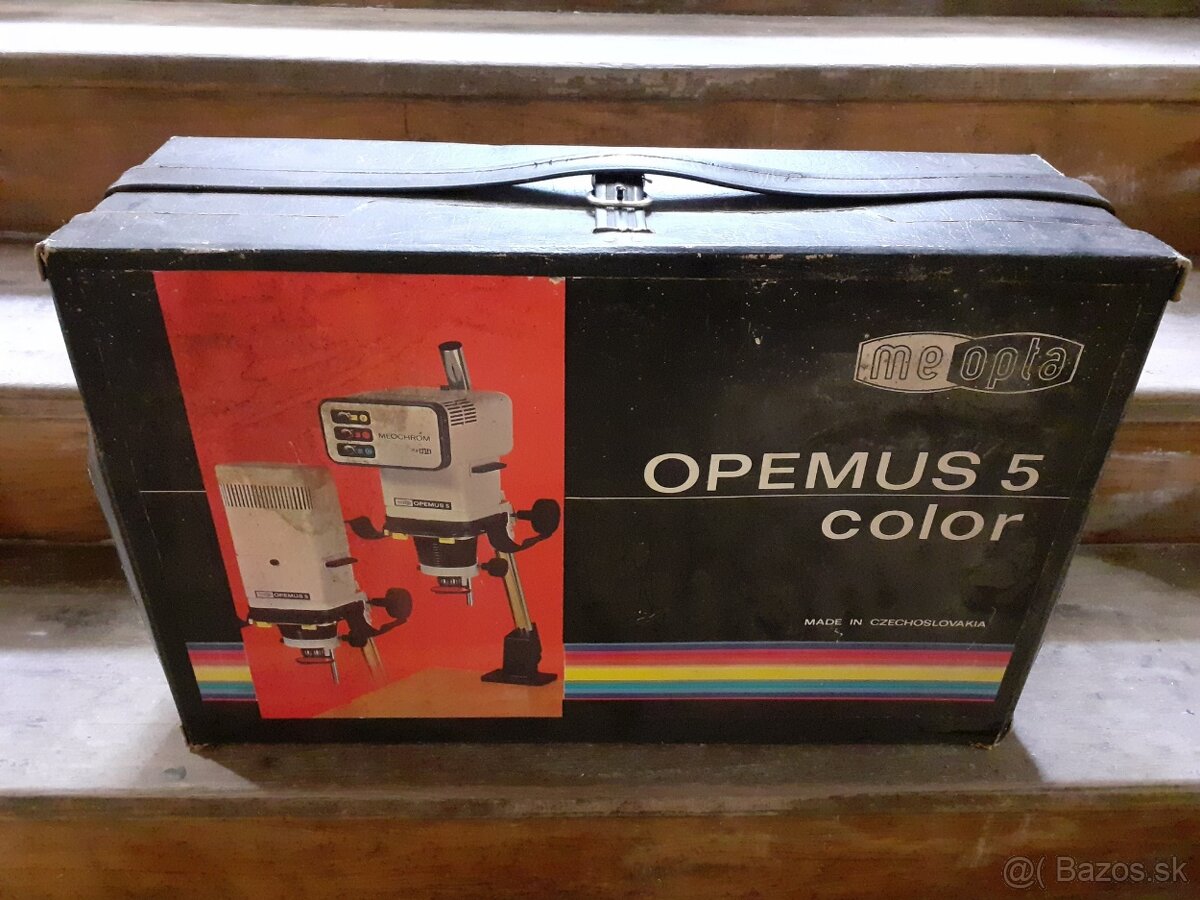 meopta
OPEMUS 5
color
MADE IN CZECHOSLOVAKIA
MEOCHROM
OPEMUS 5
OPEMUS 5
@( Bazos.sk